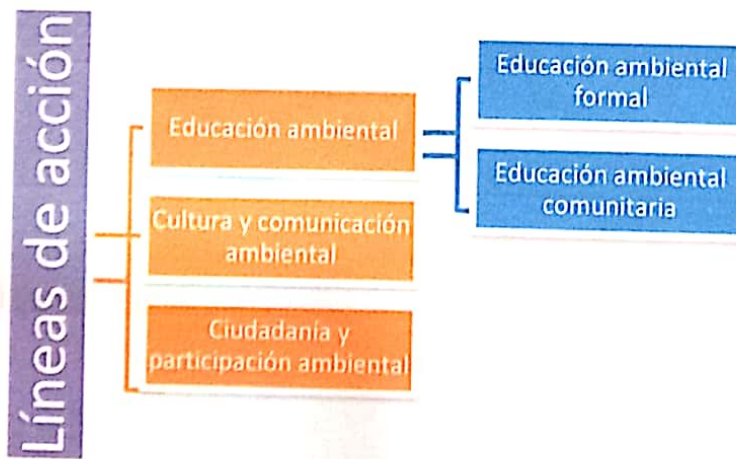 Líneas de acción
Educación ambiental
Cultura y comunicación
ambiental
Ciudadanía y
participación ambiental
Educación ambiental
formal
Educación ambiental
comunitaria